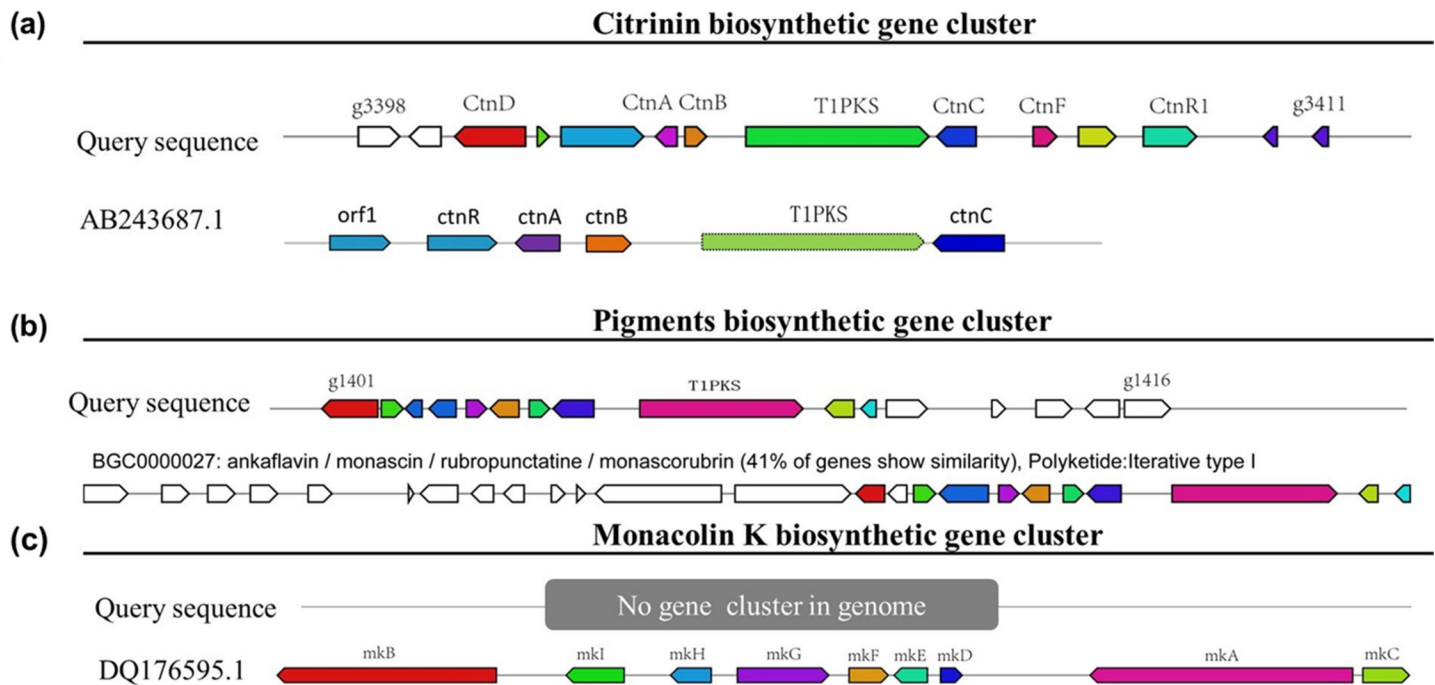 (a)
Citrinin biosynthetic gene cluster
g3398 CtnD CtnA CtnB T1PKS CtnC CtnF CtnR1 g3411
Query sequence
orf1 ctnR ctnA ctnB T1PKS ctnC
AB243687.1
(b)
Pigments biosynthetic gene cluster
g1401 T1PKS g1416
Query sequence
BGC0000027: ankaflavin / monascin / rubropunctatine / monascorubrin (41% of genes show similarity), Polyketide:Iterative type I
(c)
Monacolin K biosynthetic gene cluster
Query sequence No gene cluster in genome
mkB mkI mkH mkG mkF mkE mkD mkA mkC
DQ176595.1